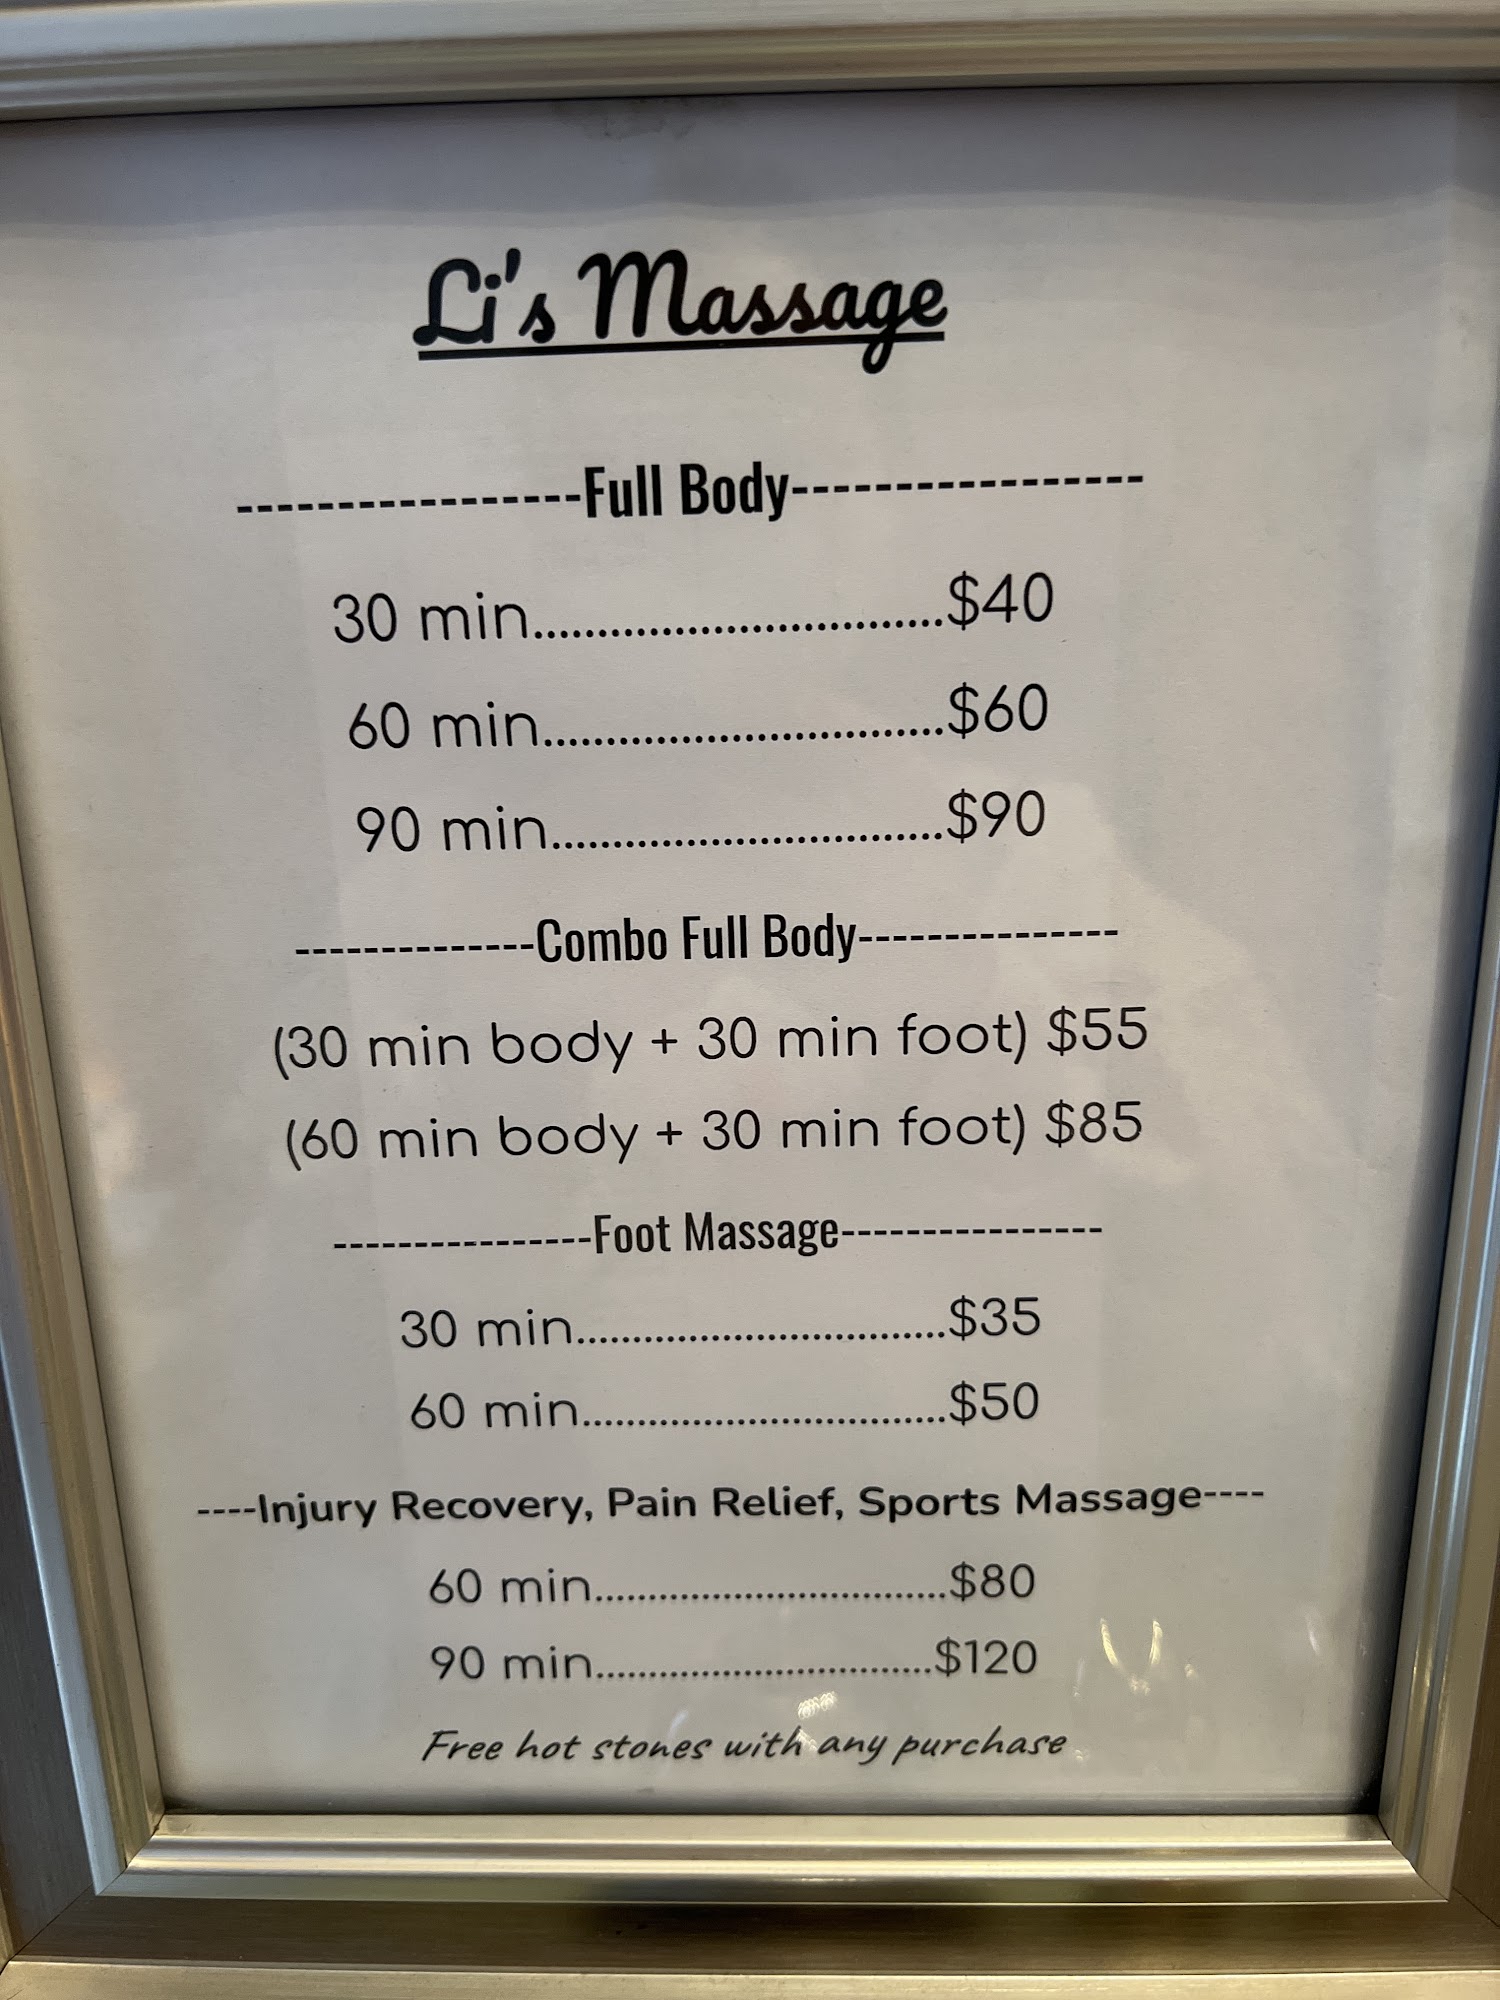 Li's Massage
-----------------Full Body-----------------
30 min.................................$40
60 min.................................$60
90 min.................................$90
--------------Combo Full Body---------------
(30 min body + 30 min foot) $55
(60 min body + 30 min foot) $85
----------------Foot Massage----------------
30 min.................................$35
60 min.................................$50
----Injury Recovery, Pain Relief, Sports Massage----
60 min.................................$80
90 min................................$120
Free hot stones with any purchase